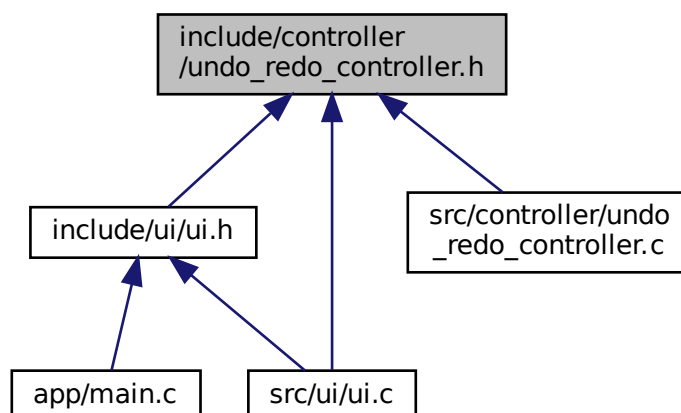 include/controller
/undo_redo_controller.h
include/ui/ui.h
src/controller/undo
_redo_controller.c
app/main.c
src/ui/ui.c